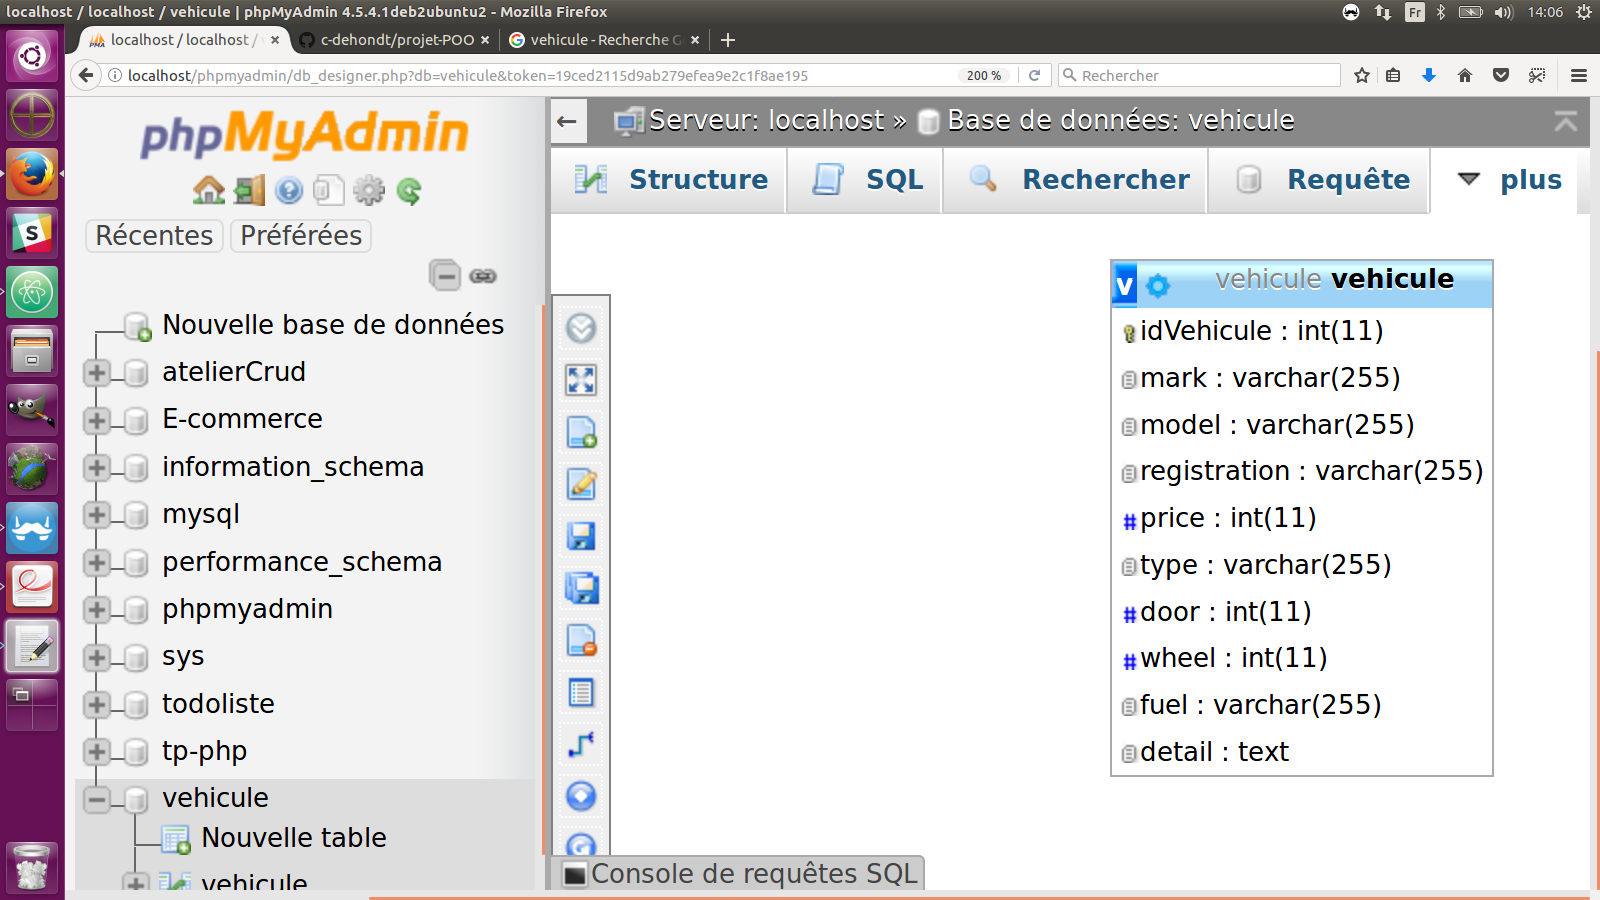 localhost / localhost / vehicule | phpMyAdmin 4.5.4.1deb2ubuntu2 - Mozilla Firefox
Fr
14:06
localhost / localhost /
c-dehondt/projet-POO
vehicule - Recherche G
localhost/phpmyadmin/db_designer.php?db=vehicule&token=19ced2115d9ab279efea9e2c1f8ae195
200 %
Rechercher
phpMyAdmin
Récentes
Préférées
Nouvelle base de données
atelierCrud
E-commerce
information_schema
mysql
performance_schema
phpmyadmin
sys
todoliste
tp-php
vehicule
Nouvelle table
vehicule
Serveur: localhost » Base de données: vehicule
Structure
SQL
Rechercher
Requête
plus
v vehicule vehicule
idVehicule : int(11)
mark : varchar(255)
model : varchar(255)
registration : varchar(255)
# price : int(11)
type : varchar(255)
# door : int(11)
# wheel : int(11)
fuel : varchar(255)
detail : text
Console de requêtes SQL